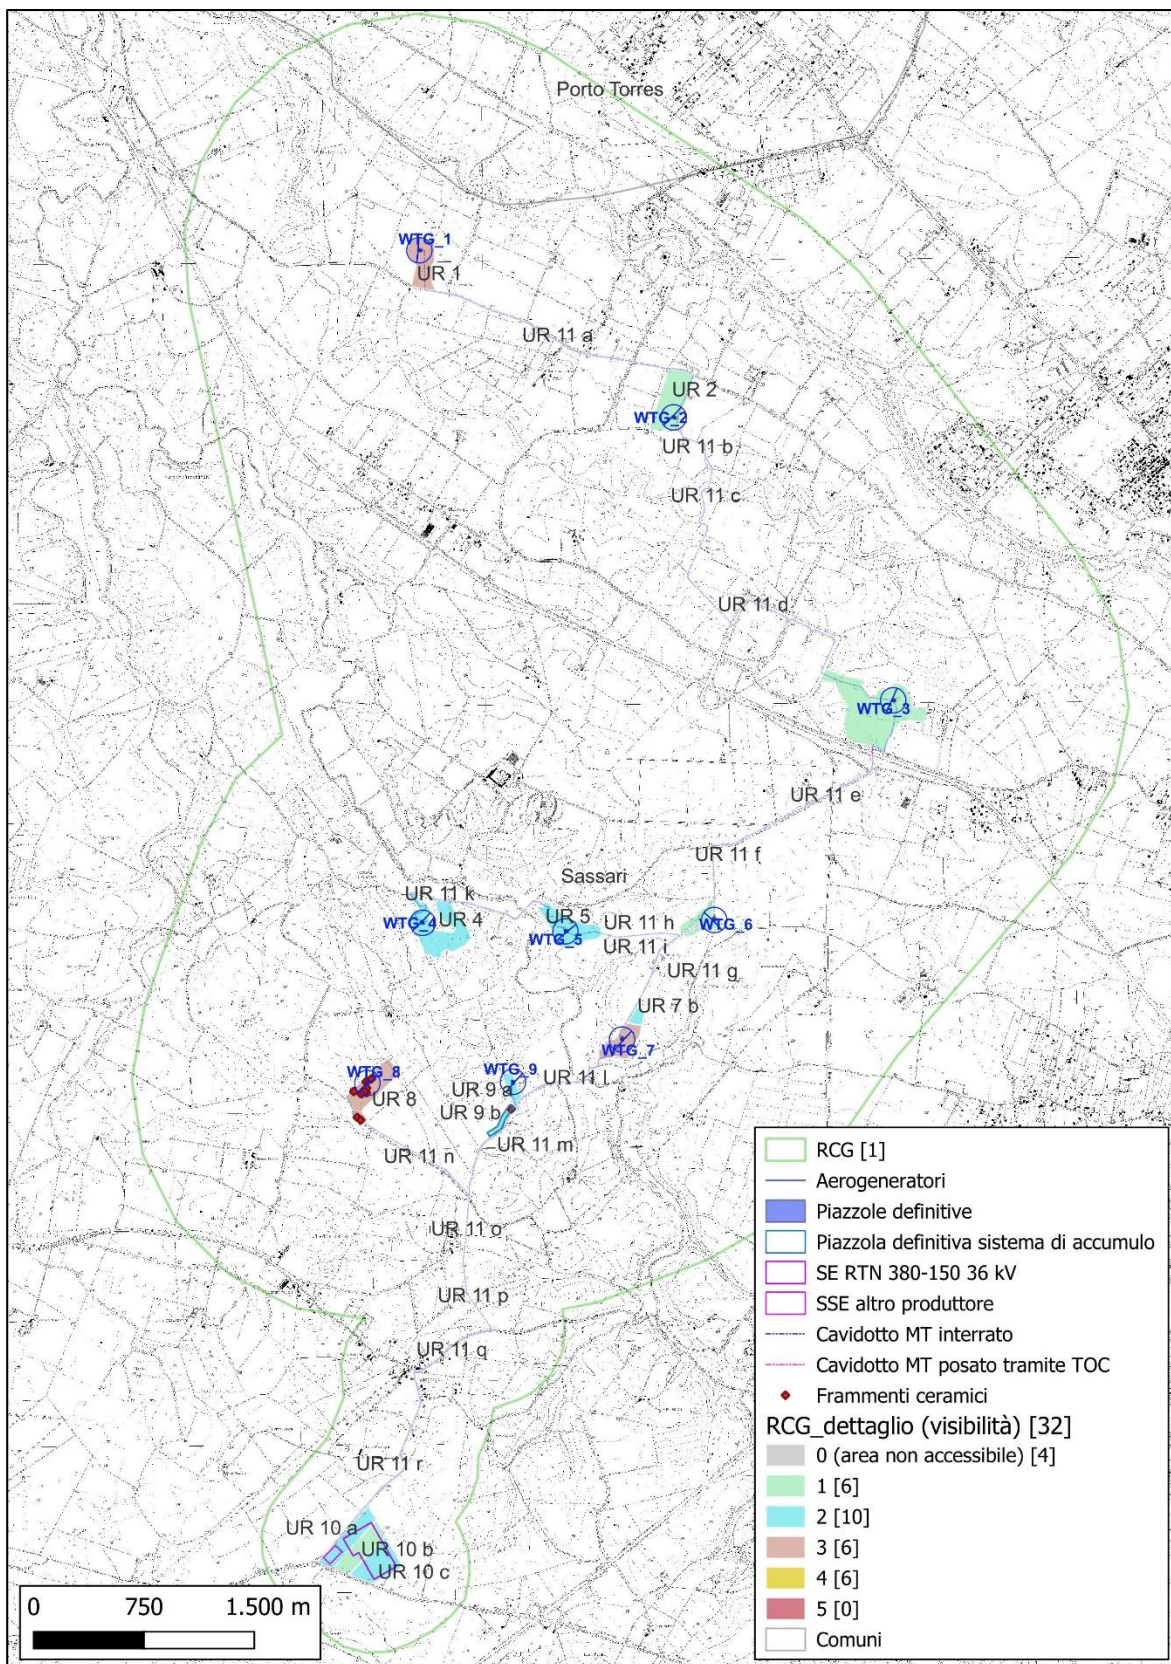 Porto Torres
WTG_1
UR 1
UR 11 a
UR 2
WTG_2
UR 11 b
UR 11 c
UR 11 d
WTG_3
UR 11 e
UR 11 f
Sassari
UR 11 k
UR 4
WTG_4
UR 5
WTG_5
UR 11 h
UR 11 i
WTG_6
UR 11 g
UR 7 b
WTG_7
WTG_8
UR 8
WTG_9
UR 9 a
UR 11 l
UR 9 b
UR 11 m
UR 11 n
UR 11 o
UR 11 p
UR 11 q
UR 11 r
UR 10 a
UR 10 b
UR 10 c
0 750 1.500 m
RCG [1]
Aerogeneratori
Piazzole definitive
Piazzola definitiva sistema di accumulo
SE RTN 380-150 36 kV
SSE altro produttore
Cavidotto MT interrato
Cavidotto MT posato tramite TOC
Frammenti ceramici
RCG_dettaglio (visibilità) [32]
0 (area non accessibile) [4]
1 [6]
2 [10]
3 [6]
4 [6]
5 [0]
Comuni